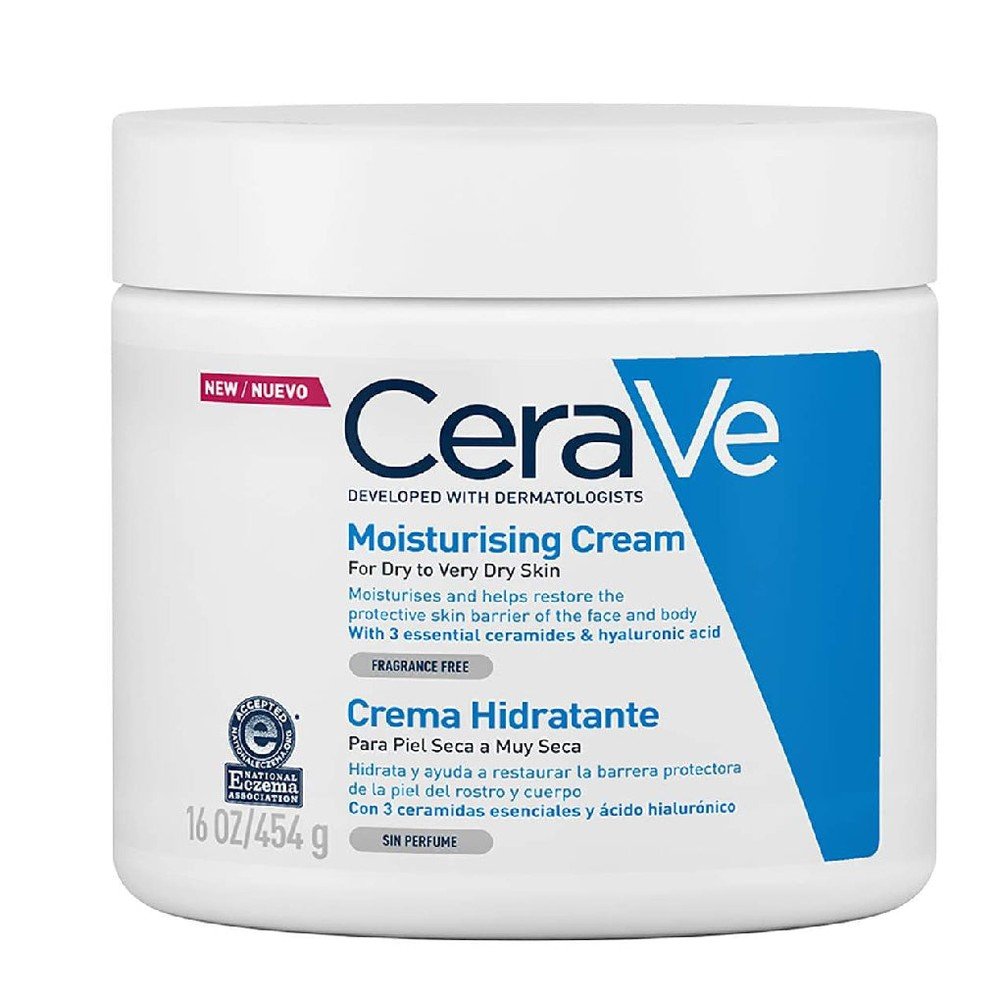 NEW / NUEVO
CeraVe
DEVELOPED WITH DERMATOLOGISTS
Moisturising Cream
For Dry to Very Dry Skin
Moisturises and helps restore the
protective skin barrier of the face and body
With 3 essential ceramides & hyaluronic acid
FRAGRANCE FREE
Crema Hidratante
Para Piel Seca a Muy Seca
Hidrata y ayuda a restaurar la barrera protectora
de la piel del rostro y cuerpo
Con 3 ceramidas esenciales y ácido hialurónico
SIN PERFUME
ACCEPTED
e
NATIONALECZEMA.ORG
NATIONAL
Eczema
ASSOCIATION
16 OZ/454 g